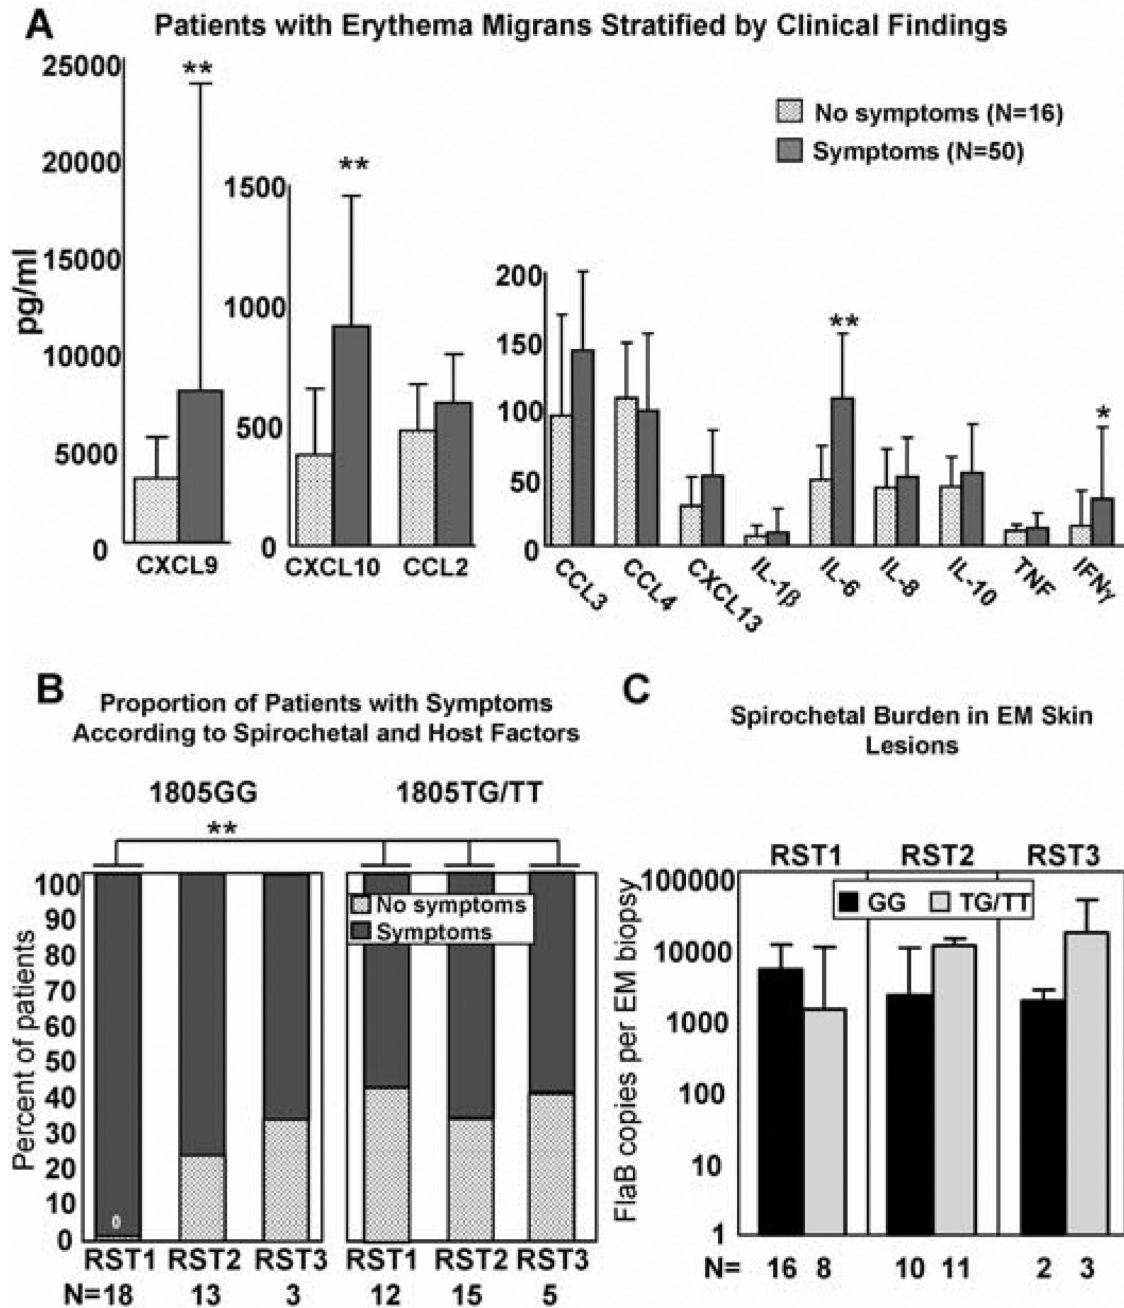 A
Patients with Erythema Migrans Stratified by Clinical Findings
No symptoms (N=16)
Symptoms (N=50)
pg/ml
25000
20000
15000
10000
5000
0
**
CXCL9
1500
1000
500
0
**
CXCL10 CCL2
200
150
100
50
0
**
*
CCL3 CCL4 CXCL13 IL-1β IL-6 IL-8 IL-10 TNF IFNγ
B
Proportion of Patients with Symptoms
According to Spirochetal and Host Factors
1805GG 1805TG/TT
**
Percent of patients
100
90
80
70
60
50
40
30
20
10
0
No symptoms
Symptoms
0
RST1 RST2 RST3 RST1 RST2 RST3
N=18 13 3 12 15 5
C
Spirochetal Burden in EM Skin
Lesions
RST1 RST2 RST3
GG TG/TT
FlaB copies per EM biopsy
100000
10000
1000
100
10
1
N= 16 8 10 11 2 3